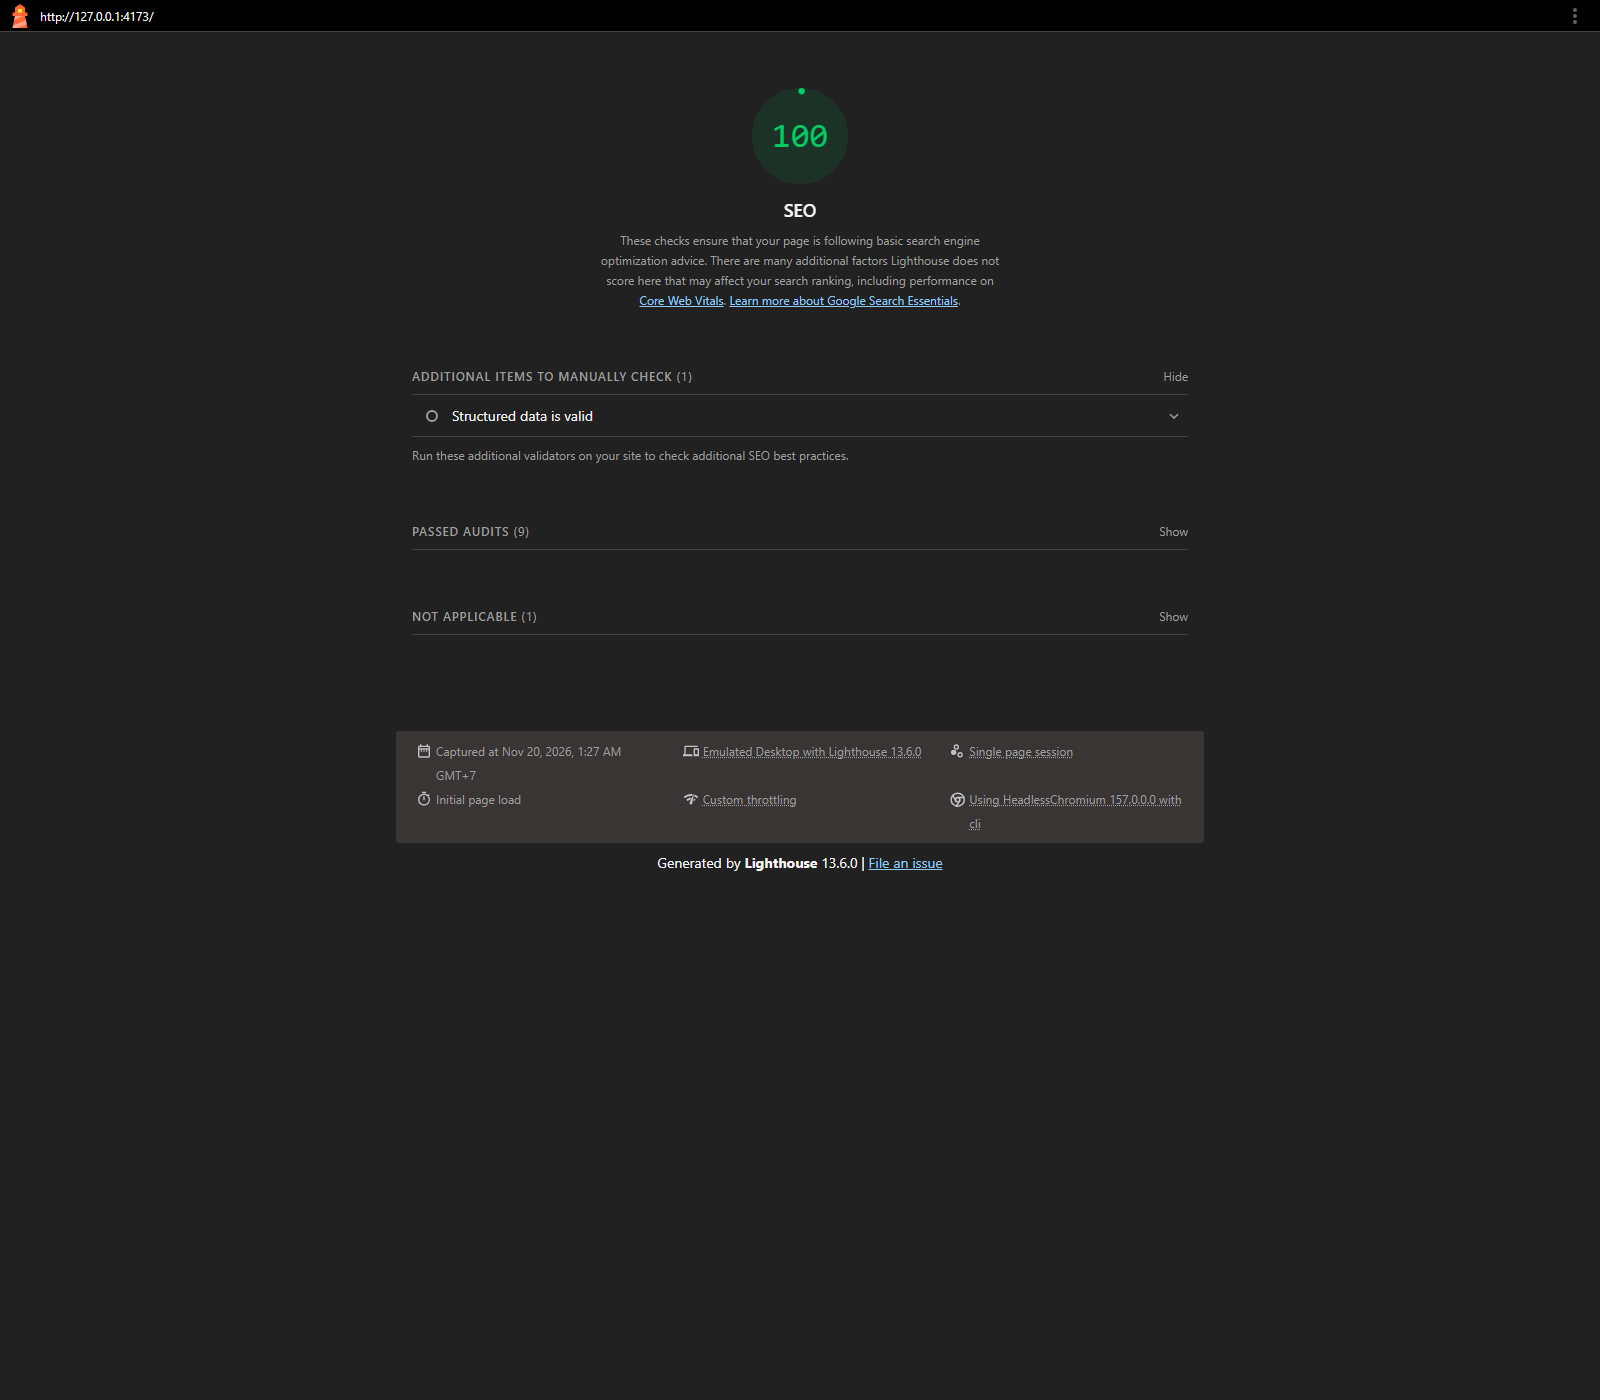 http://127.0.0.1:4173/
100
SEO
These checks ensure that your page is following basic search engine
optimization advice. There are many additional factors Lighthouse does not
score here that may affect your search ranking, including performance on
Core Web Vitals. Learn more about Google Search Essentials.
ADDITIONAL ITEMS TO MANUALLY CHECK (1)
Hide
Structured data is valid
Run these additional validators on your site to check additional SEO best practices.
PASSED AUDITS (9)
Show
NOT APPLICABLE (1)
Show
Captured at Nov 20, 2026, 1:27 AM
GMT+7
Emulated Desktop with Lighthouse 13.6.0
Single page session
Initial page load
Custom throttling
Using HeadlessChromium 157.0.0.0 with
cli
Generated by Lighthouse 13.6.0 | File an issue